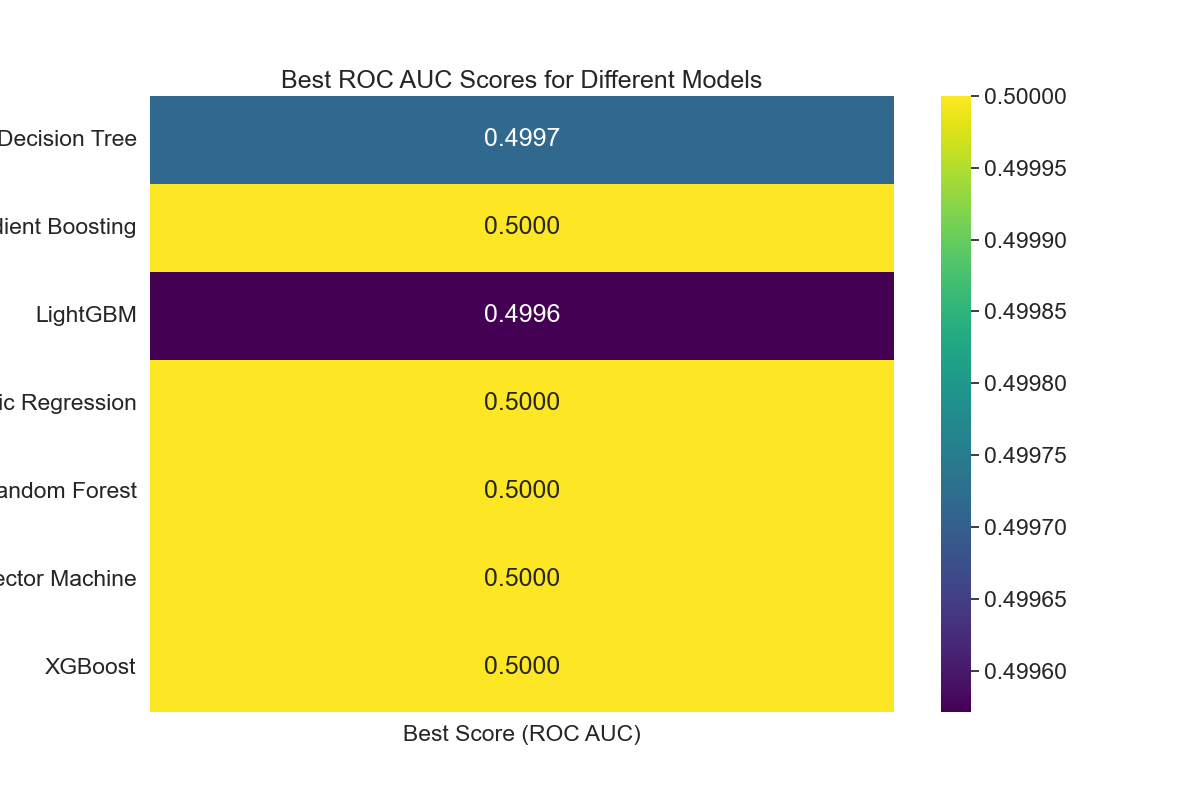 Best ROC AUC Scores for Different Models
Decision Tree
0.4997
dient Boosting
0.5000
LightGBM
0.4996
ic Regression
0.5000
andom Forest
0.5000
ector Machine
0.5000
XGBoost
0.5000
Best Score (ROC AUC)
0.50000
0.49995
0.49990
0.49985
0.49980
0.49975
0.49970
0.49965
0.49960